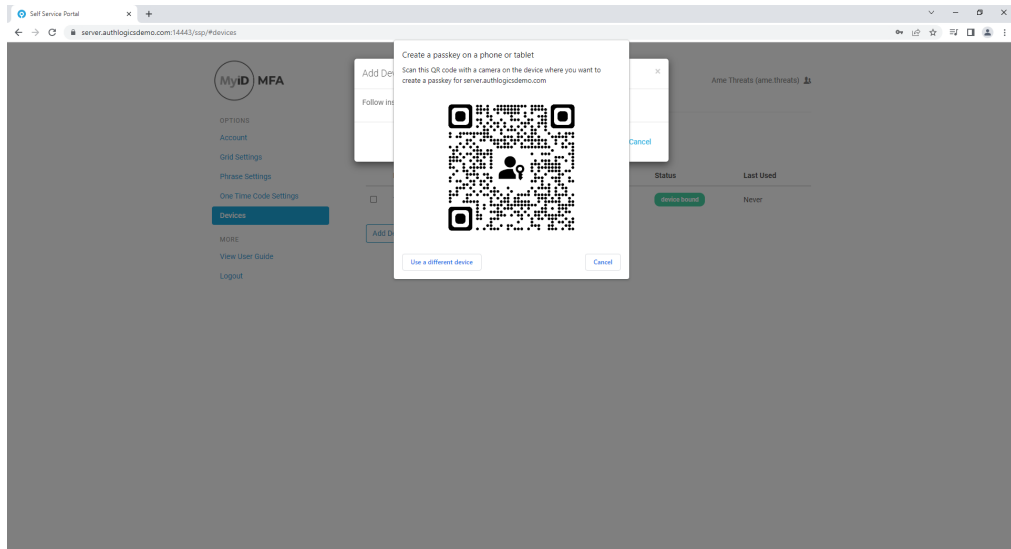 Self Service Portal
server.authlogicsdemo.com:14443/ssp/#devices
MyiD MFA
Ame Threats (ame.threats)
OPTIONS
Account
Grid Settings
Phrase Settings
One Time Code Settings
Devices
MORE
View User Guide
Logout
Add De
Follow ins
Cancel
Create a passkey on a phone or tablet
Scan this QR code with a camera on the device where you want to
create a passkey for server.authlogicsdemo.com
Use a different device
Cancel
Status
Last Used
device bound
Never
Add De